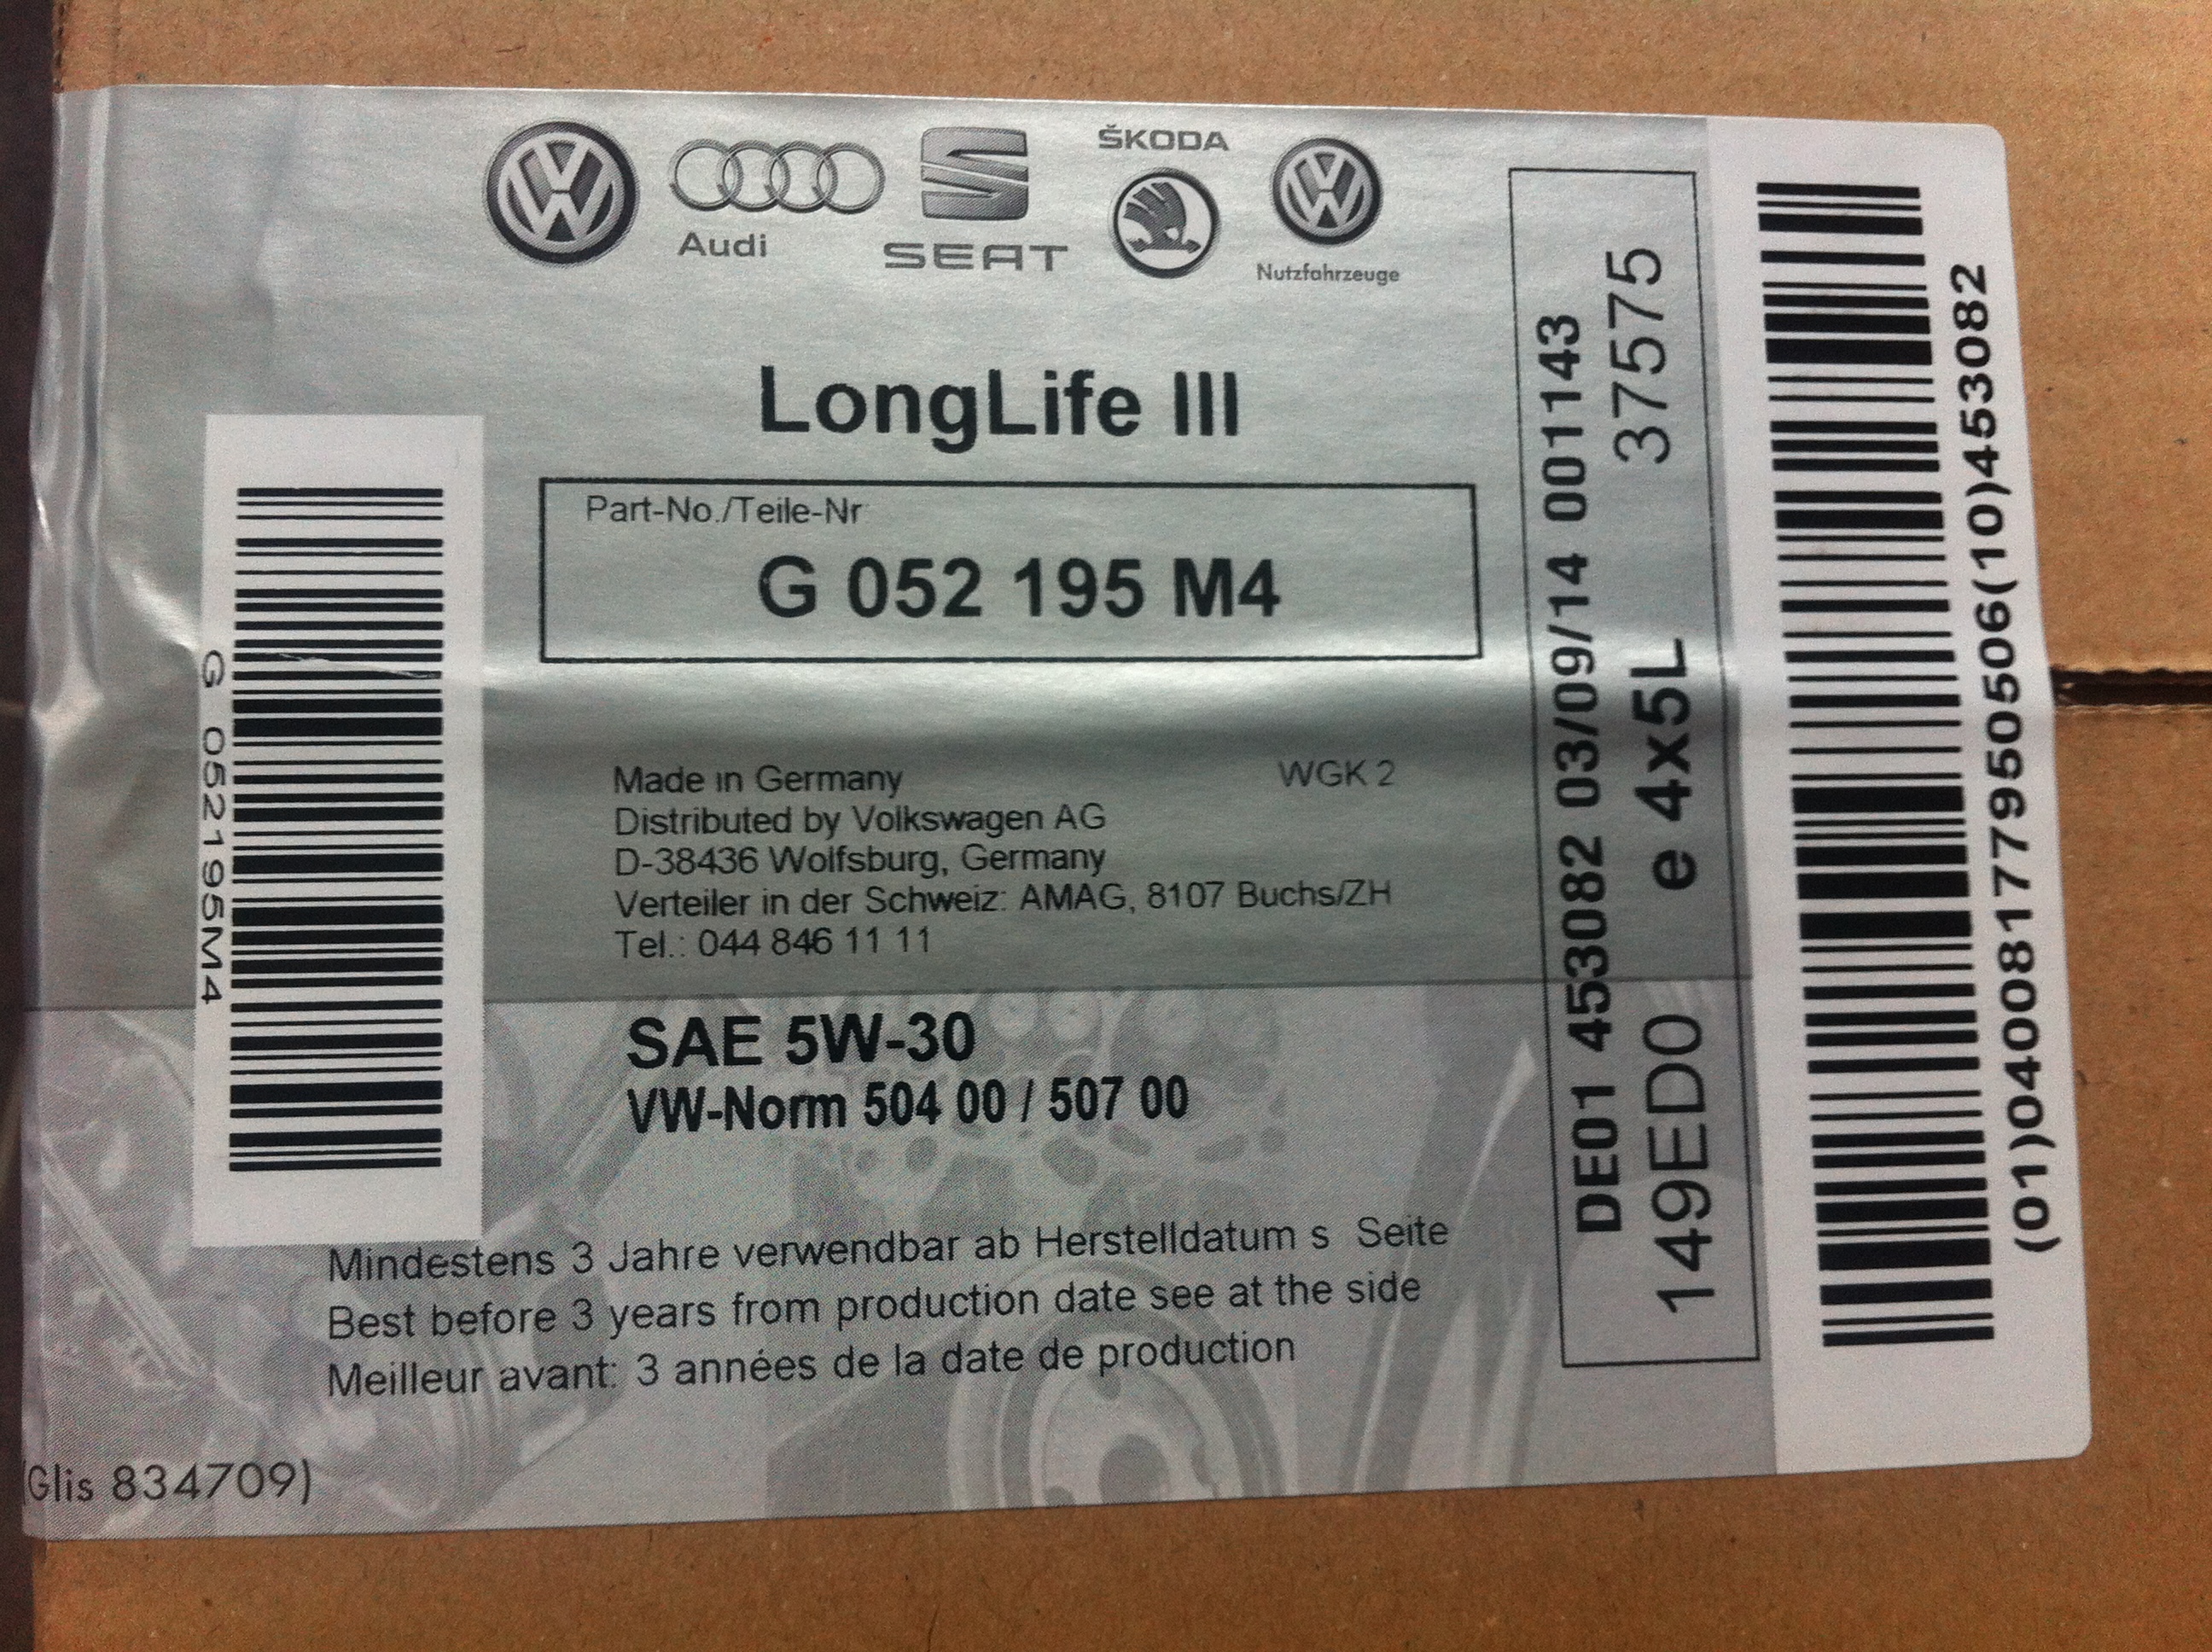 ŠKODA
Audi
SEAT
Nutzfahrzeuge
LongLife III
Part-No./Teile-Nr
G 052 195 M4
G 052195M4
Made in Germany
WGK 2
Distributed by Volkswagen AG
D-38436 Wolfsburg, Germany
Verteiler in der Schweiz: AMAG, 8107 Buchs/ZH
Tel.: 044 846 11 11
SAE 5W-30
VW-Norm 504 00 / 507 00
Mindestens 3 Jahre verwendbar ab Herstelldatum s Seite
Best before 3 years from production date see at the side
Meilleur avant: 3 années de la date de production
(Glis 834709)
DE01 453082 03/09/14 001143
149ED0 e 4x5L 37575
(01)04008177950506(10)453082